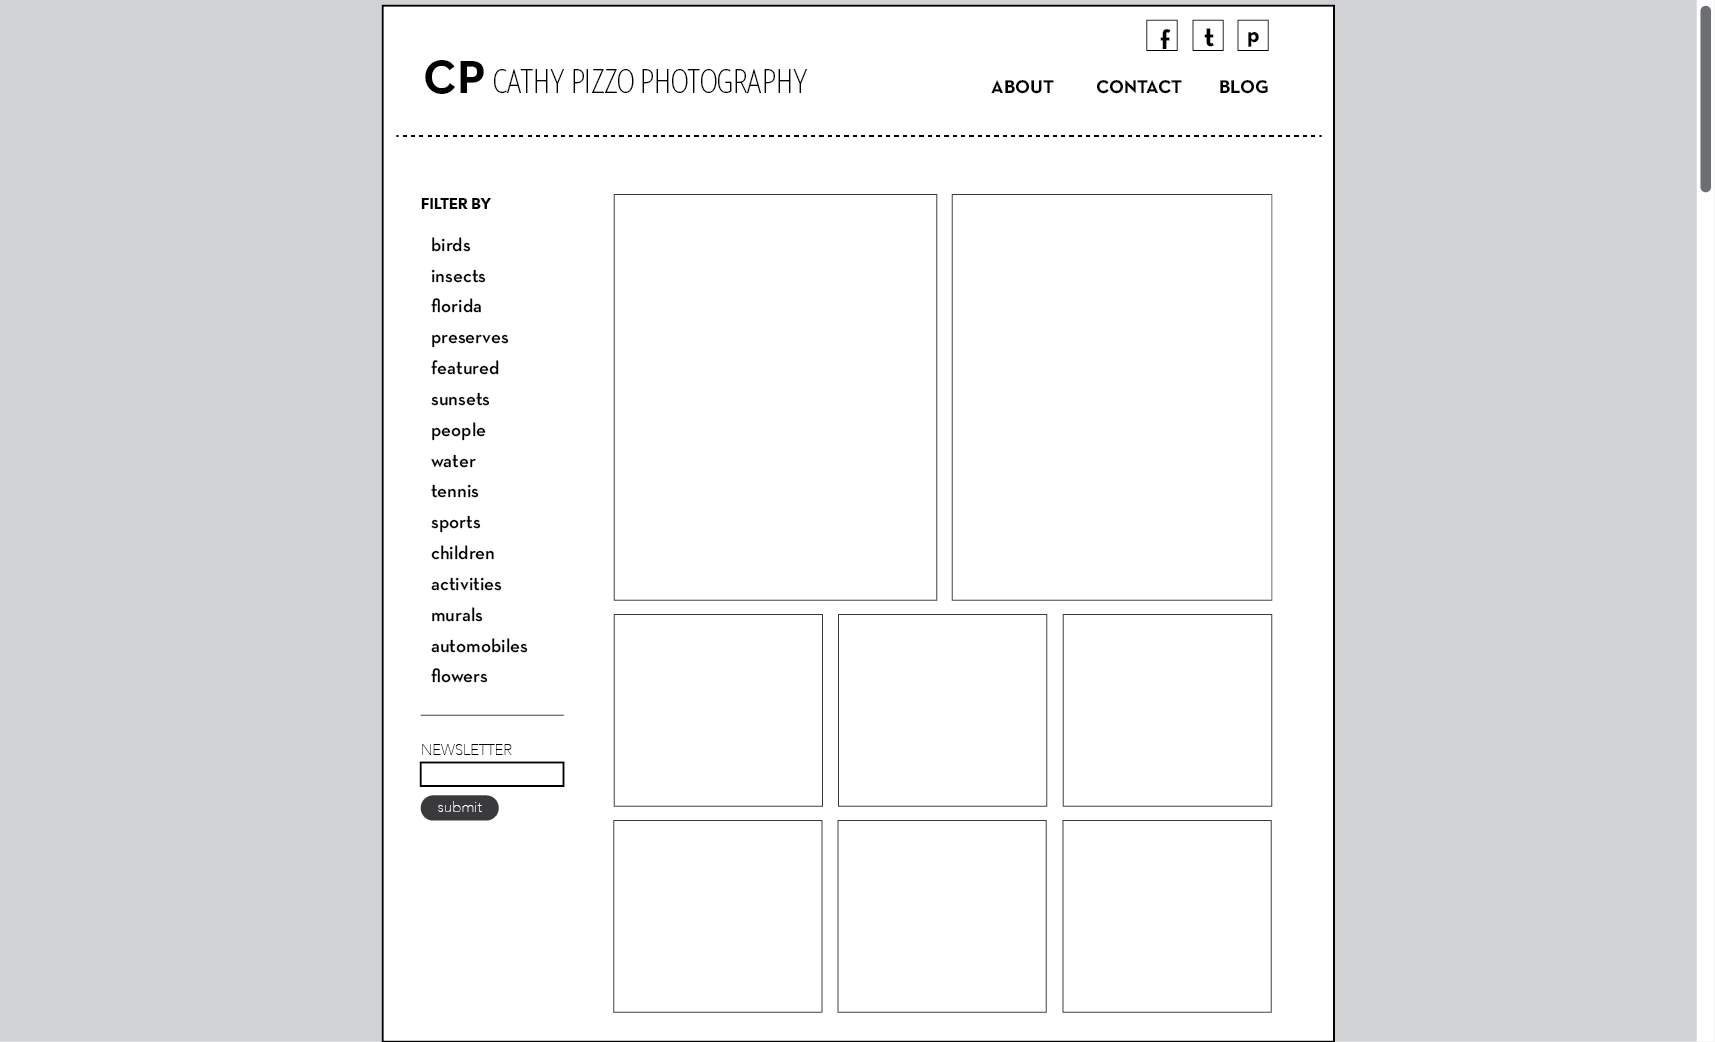 f t p
CP CATHY PIZZO PHOTOGRAPHY
ABOUT CONTACT BLOG
FILTER BY
birds
insects
florida
preserves
featured
sunsets
people
water
tennis
sports
children
activities
murals
automobiles
flowers
NEWSLETTER
submit